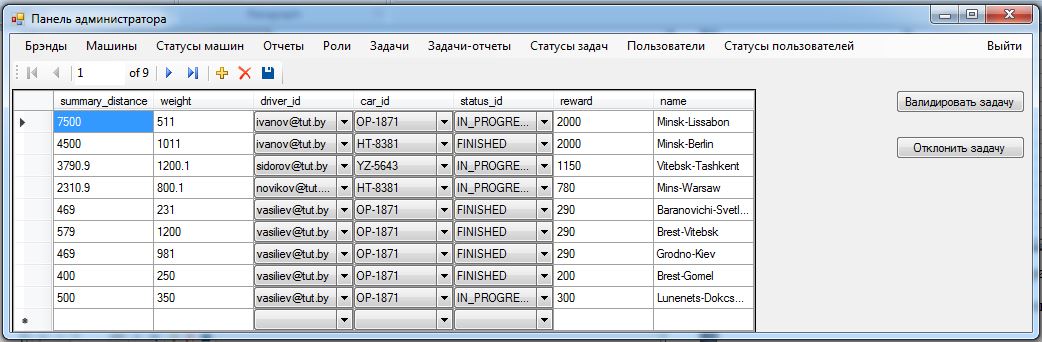 Панель администратора
Брэнды Машины Статусы машин Отчеты Роли Задачи Задачи-отчеты Статусы задач Пользователи Статусы пользователей Выйти
1 of 9
summary_distance weight driver_id car_id status_id reward name
7500 511 ivanov@tut.by OP-1871 IN_PROGRE... 2000 Minsk-Lissabon
4500 1011 ivanov@tut.by HT-8381 FINISHED 2000 Minsk-Berlin
3790.9 1200.1 sidorov@tut.by YZ-5643 IN_PROGRE... 1150 Vitebsk-Tashkent
2310.9 800.1 novikov@tut.... HT-8381 IN_PROGRE... 780 Mins-Warsaw
469 231 vasiliev@tut.by OP-1871 FINISHED 290 Baranovichi-Svetl...
579 1200 vasiliev@tut.by OP-1871 FINISHED 290 Brest-Vitebsk
469 981 vasiliev@tut.by OP-1871 FINISHED 290 Grodno-Kiev
400 250 vasiliev@tut.by OP-1871 FINISHED 200 Brest-Gomel
500 350 vasiliev@tut.by OP-1871 IN_PROGRE... 300 Lunenets-Dokcs...
Валидировать задачу
Отклонить задачу